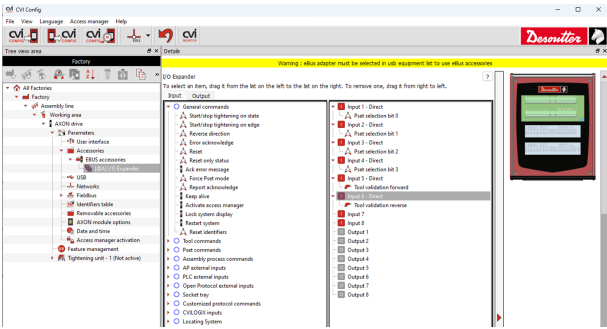 CVI Config
File View Language Access manager Help
CVI CONFIG
CVI CONFIG
CVI CONFIG
CVI
Desoutter
Tree view area
Details
Factory
Warning : eBus adapter must be selected in usb equipment list to use eBus accessories
All Factories
Factory
Assembly line
Working area
AXON drive
Parameters
User interface
Accessories
EBUS accessories
[@A] I/O Expander
USB
Networks
Fieldbus
Identifiers table
Removable accessories
AXON module options
Date and time
Access manager activation
Feature management
Tightening unit - 1 (Not active)
I/O Expander
?
To select an item, drag it from the list on the left to the list on the right. To remove one, drag it from right to left.
Input Output
General commands
Start/stop tightening on state
Start/stop tightening on edge
Reverse direction
Error acknowledge
Reset
Reset only status
Ack error message
Force Pset mode
Report acknowledge
Keep alive
Activate access manager
Lock system display
Restart system
Reset identifiers
Tool commands
Pset commands
Assembly process commands
AP external inputs
PLC external inputs
Open Protocol external inputs
Socket tray
Customized protocol commands
CVILOGIX inputs
Locating System
Input 1 - Direct
Pset selection bit 0
Input 2 - Direct
Pset selection bit 1
Input 3 - Direct
Pset selection bit 2
Input 4 - Direct
Pset selection bit 3
Input 5 - Direct
Tool validation forward
Input 6 - Direct
Tool validation reverse
Input 7
Input 8
Output 1
Output 2
Output 3
Output 4
Output 5
Output 6
Output 7
Output 8